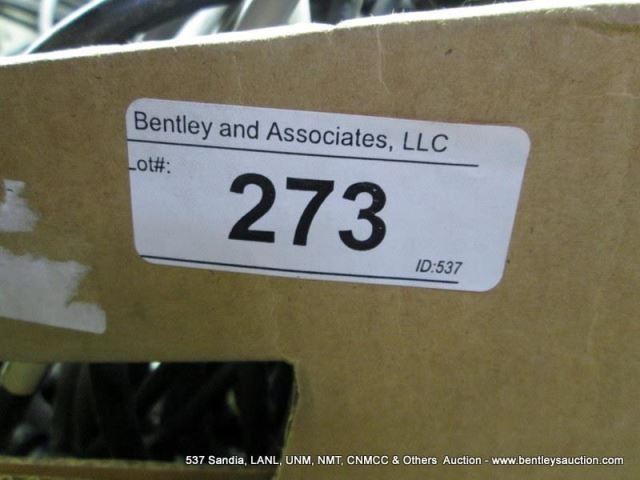 Bentley and Associates, LLC
Lot#:
273
ID:537
537 Sandia, LANL, UNM, NMT, CNMCC & Others Auction - www.bentleysauction.com